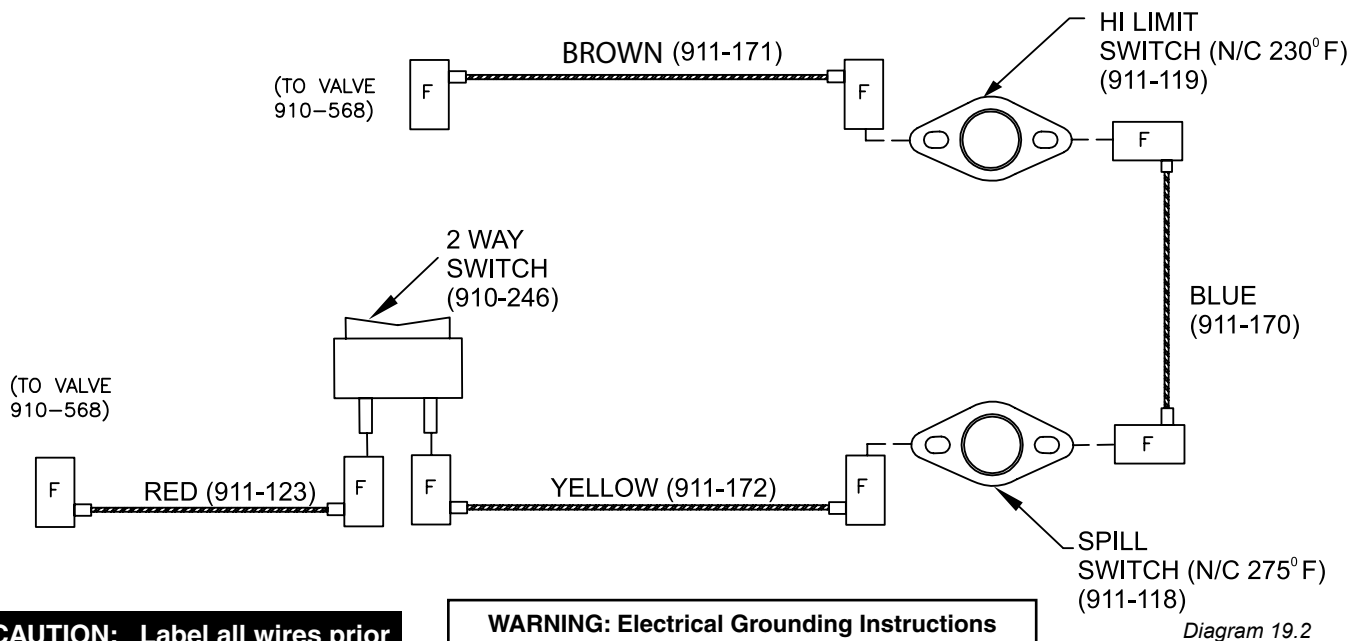 HI LIMIT
SWITCH (N/C 230⁰ F)
(911-119)
BROWN (911-171)
(TO VALVE
910-568)
F
F
F
2 WAY
SWITCH
(910-246)
BLUE
(911-170)
(TO VALVE
910-568)
F
RED (911-123)
F
F
YELLOW (911-172)
F
F
SPILL
SWITCH (N/C 275⁰ F)
(911-118)
CAUTION: Label all wires prior
WARNING: Electrical Grounding Instructions
Diagram 19.2